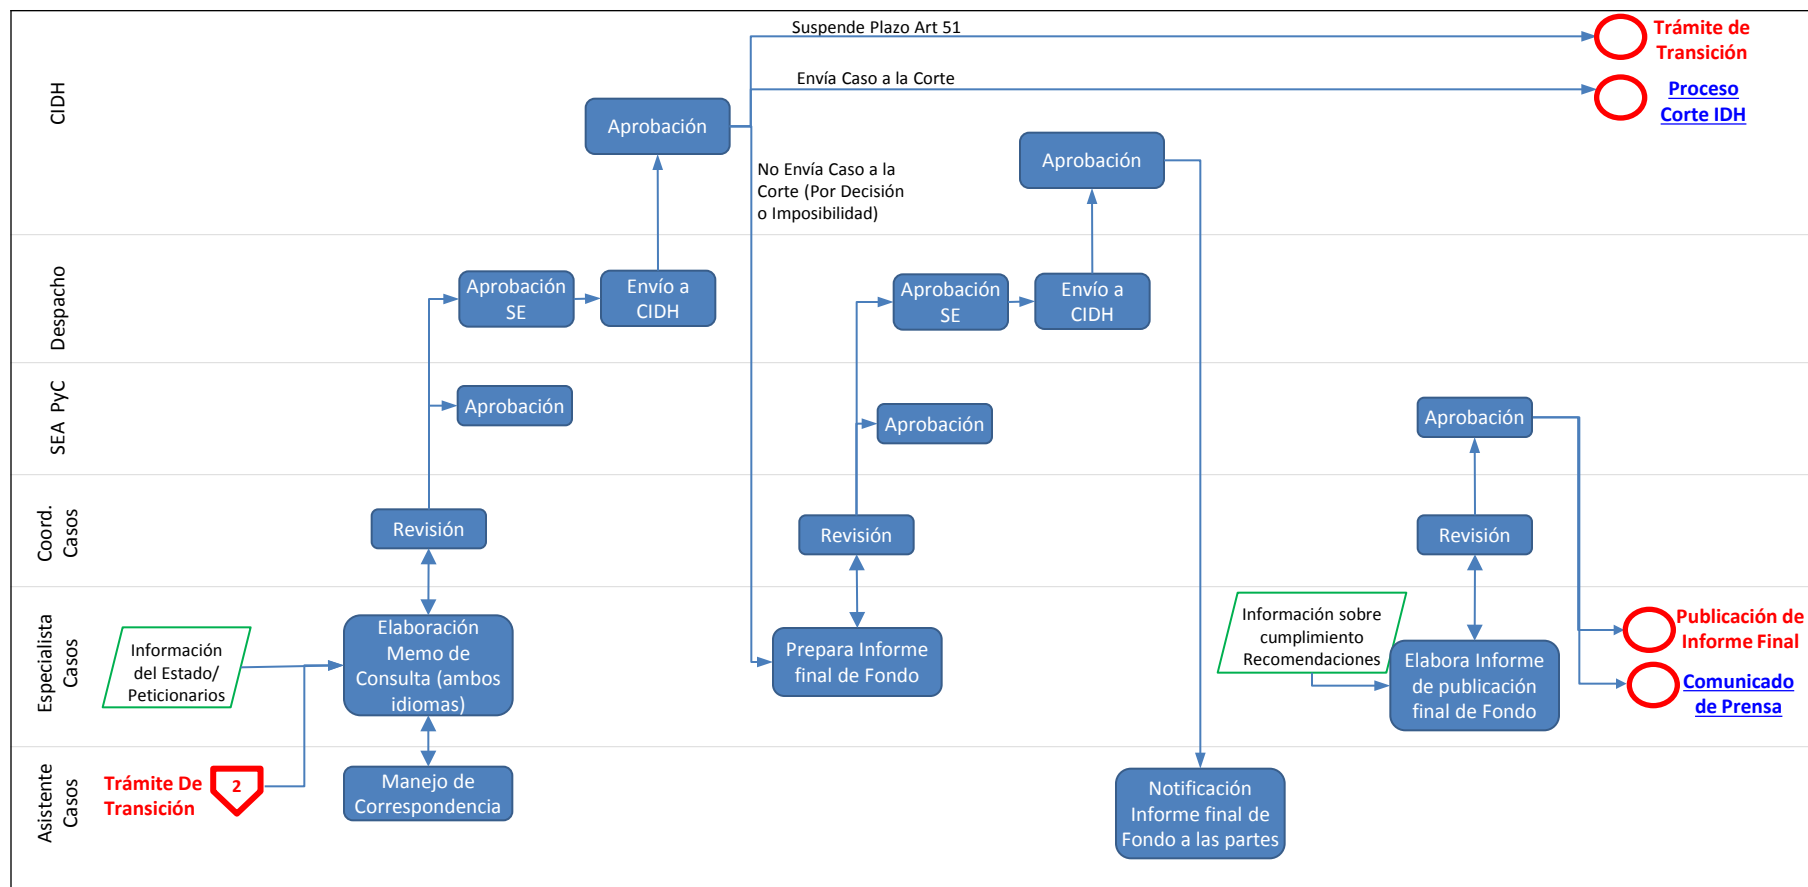 CIDH
Suspende Plazo Art 51
Trámite de
Transición
Envía Caso a la Corte
Proceso
Corte IDH
Aprobación
No Envía Caso a la
Corte (Por Decisión
o Imposibilidad)
Aprobación
Despacho
Aprobación
SE
Envío a
CIDH
Aprobación
SE
Envío a
CIDH
SEA PyC
Aprobación
Aprobación
Aprobación
Coord.
Casos
Revisión
Revisión
Revisión
Especialista
Casos
Información
del Estado/
Peticionarios
Elaboración
Memo de
Consulta (ambos
idiomas)
Prepara Informe
final de Fondo
Información sobre
cumplimiento
Recomendaciones
Elabora Informe
de publicación
final de Fondo
Publicación de
Informe Final
Comunicado
de Prensa
Asistente
Casos
Trámite De
Transición
2
Manejo de
Correspondencia
Notificación
Informe final de
Fondo a las partes